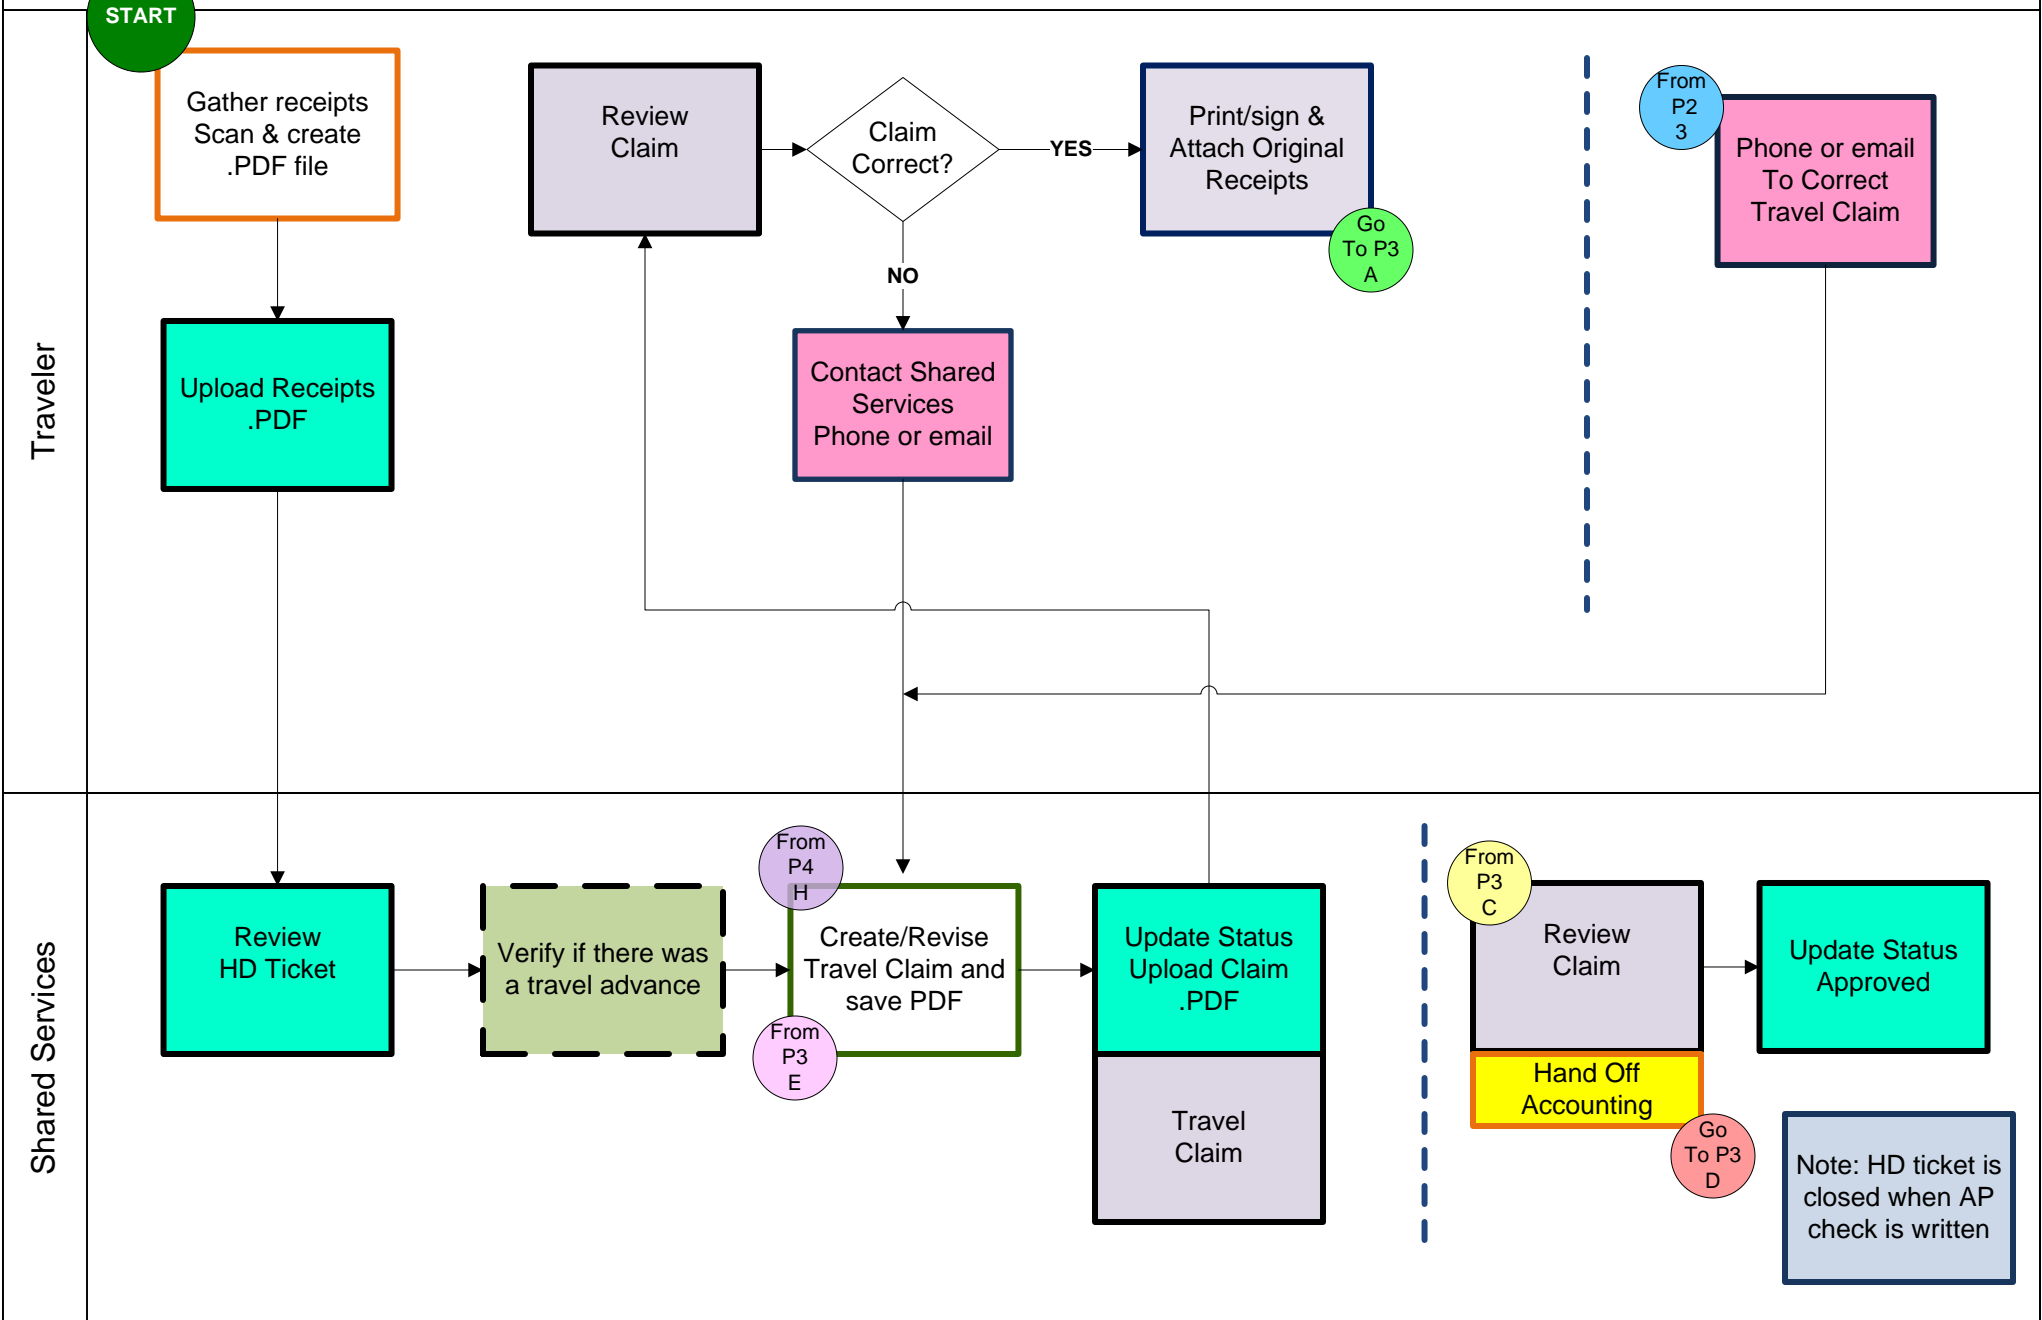 START
Gather receipts
Scan & create
.PDF file
Review
Claim
Claim
Correct?
YES
Print/sign &
Attach Original
Receipts
Go
To P3
A
From
P2
3
Phone or email
To Correct
Travel Claim
NO
Upload Receipts
.PDF
Contact Shared
Services
Phone or email
Traveler
From
P4
H
From
P3
C
Review
HD Ticket
Verify if there was
a travel advance
Create/Revise
Travel Claim and
save PDF
From
P3
E
Update Status
Upload Claim
.PDF
Travel
Claim
Review
Claim
Hand Off
Accounting
Go
To P3
D
Update Status
Approved
Note: HD ticket is
closed when AP
check is written
Shared Services